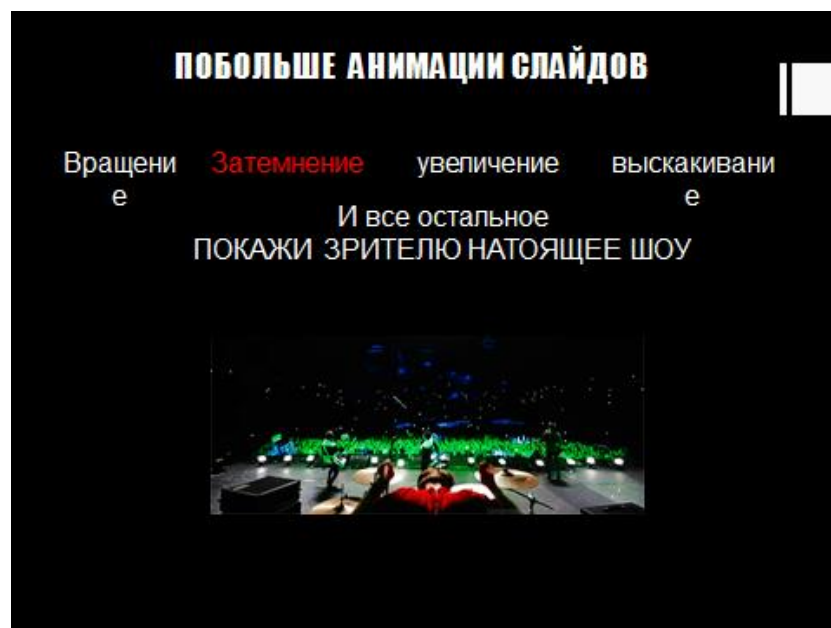 ПОБОЛЬШЕ АНИМАЦИИ СЛАЙДОВ
Вращени Затемнение увеличение выскакивани
е е
И все остальное
ПОКАЖИ ЗРИТЕЛЮ НАТОЯЩЕЕ ШОУ